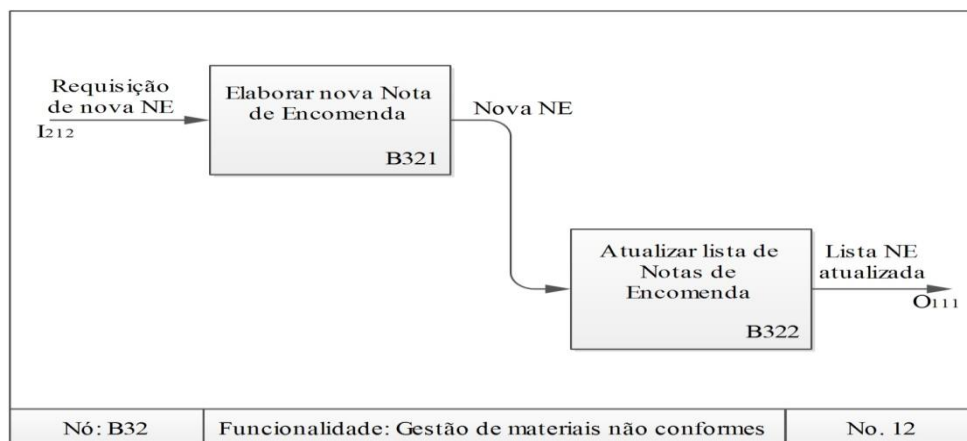 Requisição
de nova NE
I212
Elaborar nova Nota
de Encomenda
B321
Nova NE
Atualizar lista de
Notas de
Encomenda
B322
Lista NE
atualizada
O111
Nó: B32
Funcionalidade: Gestão de materiais não conformes
No. 12